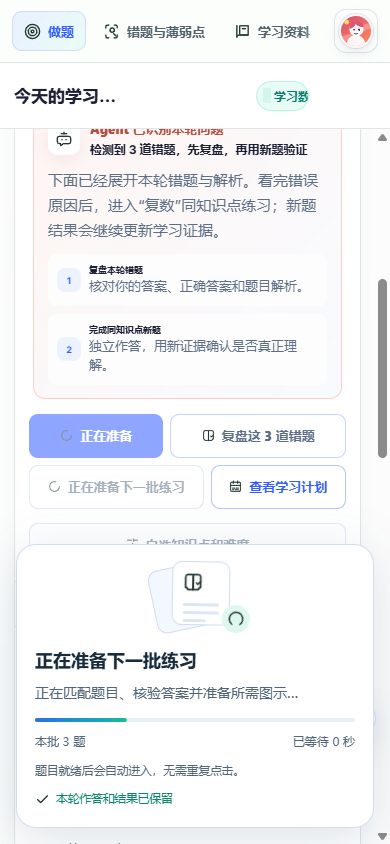 做题
错题与薄弱点
学习资料
今天的学习...
学习数
Agent 已识别本轮问题
检测到 3 道错题，先复盘，再用新题验证
下面已经展开本轮错题与解析。看完错误
原因后，进入“复数”同知识点练习；新题
结果会继续更新学习证据。
1
复盘本轮错题
核对你的答案、正确答案和题目解析。
2
完成同知识点新题
独立作答，用新证据确认是否真正理
解。
正在准备
复盘这 3 道错题
正在准备下一批练习
查看学习计划
正在准备下一批练习
正在匹配题目、核验答案并准备所需图示...
本批 3 题
已等待 0 秒
题目就绪后会自动进入，无需重复点击。
本轮作答和结果已保留